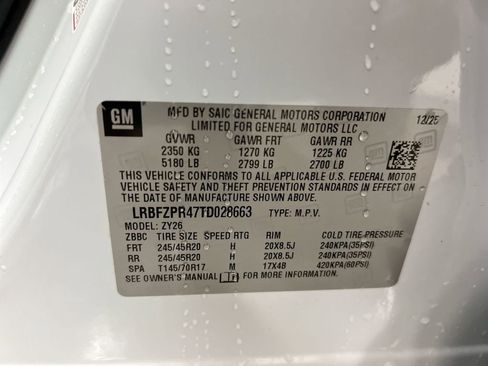 GM
MFD BY SAIC GENERAL MOTORS CORPORATION 12/25
LIMITED FOR GENERAL MOTORS LLC
GVWR GAWR FRT GAWR RR
2350 KG 1270 KG 1225 KG
5180 LB 2799 LB 2700 LB
THIS VEHICLE CONFORMS TO ALL APPLICABLE U.S. FEDERAL MOTOR
VEHICLE SAFETY AND THEFT PREVENTION STANDARDS IN EFFECT ON
THE DATE OF MANUFACTURE SHOWN ABOVE.
LRBFZPR47TD028663 TYPE: M.P.V.
MODEL: ZY26
ZBBC TIRE SIZE SPEED RTG RIM COLD TIRE PRESSURE
FRT 245/45R20 H 20X8.5J 240KPA(35PSI)
RR 245/45R20 H 20X8.5J 240KPA(35PSI)
SPA T145/70R17 M 17X4B 420KPA(60PSI)
SEE OWNER'S MANUAL FOR MORE INFORMATION.